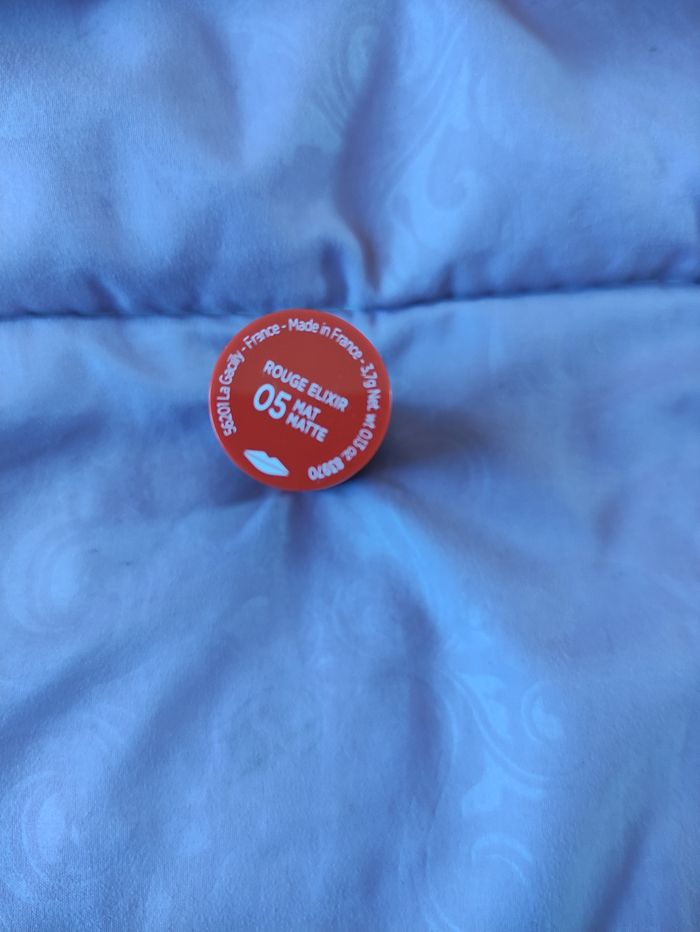 56201 La Gacilly - France - Made in France - 3,7g Net. wt 0.13 oz. 83970
ROUGE ELIXIR
05 MAT
MATTE